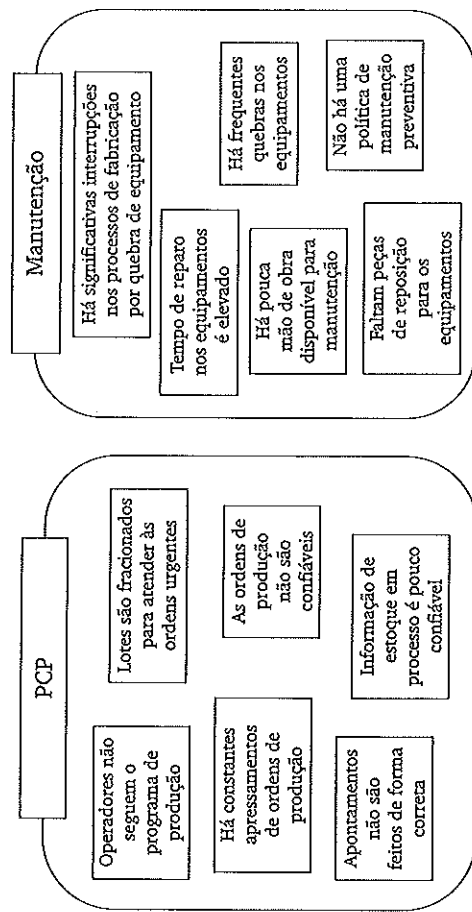 PCP
Operadores não
seguem o
programa de
produção
Lotes são fracionados
para atender às
ordens urgentes
Há constantes
apressamentos
de ordens de
produção
As ordens de
produção
não são
confiáveis
Apontamentos
não são
feitos de forma
correta
Informação de
estoque em
processo é pouco
confiável
Manutenção
Há significativas interrupções
nos processos de fabricação
por quebra de equipamento
Tempo de reparo
nos equipamentos
é elevado
Há frequentes
quebras nos
equipamentos
Há pouca
mão de obra
disponível para
manutenção
Não há uma
política de
manutenção
preventiva
Faltam peças
de reposição
para os
equipamentos